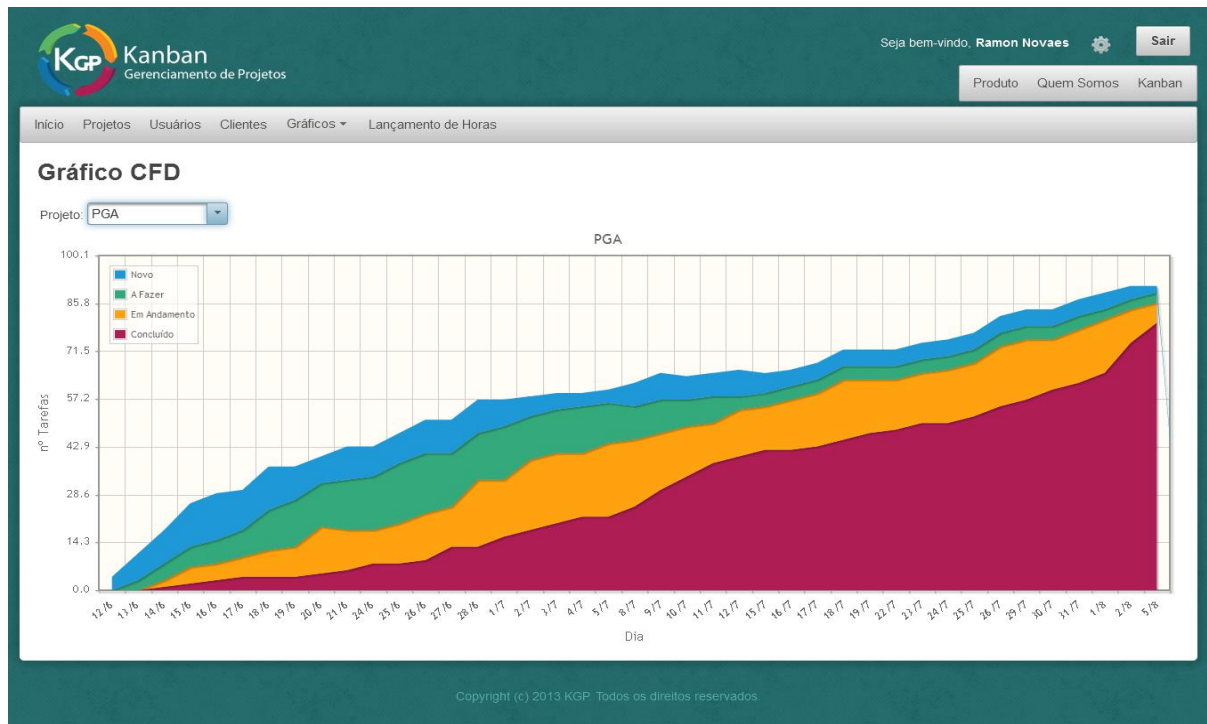 KGP Kanban
Gerenciamento de Projetos
Seja bem-vindo, Ramon Novaes
Sair
Produto Quem Somos Kanban
Início Projetos Usuários Clientes Gráficos Lançamento de Horas
Gráfico CFD
Projeto: PGA
PGA
100.1
85.8
71.5
57.2
42.9
28.6
14.3
0.0
nº Tarefas
Novo
A Fazer
Em Andamento
Concluído
12/6 13/6 14/6 15/6 16/6 17/6 18/6 19/6 20/6 21/6 24/6 25/6 26/6 27/6 28/6 1/7 2/7 3/7 4/7 5/7 8/7 9/7 10/7 11/7 12/7 15/7 16/7 17/7 18/7 19/7 22/7 23/7 24/7 25/7 26/7 29/7 30/7 31/7 1/8 2/8 5/8
Dia
Copyright (c) 2013 KGP. Todos os direitos reservados.